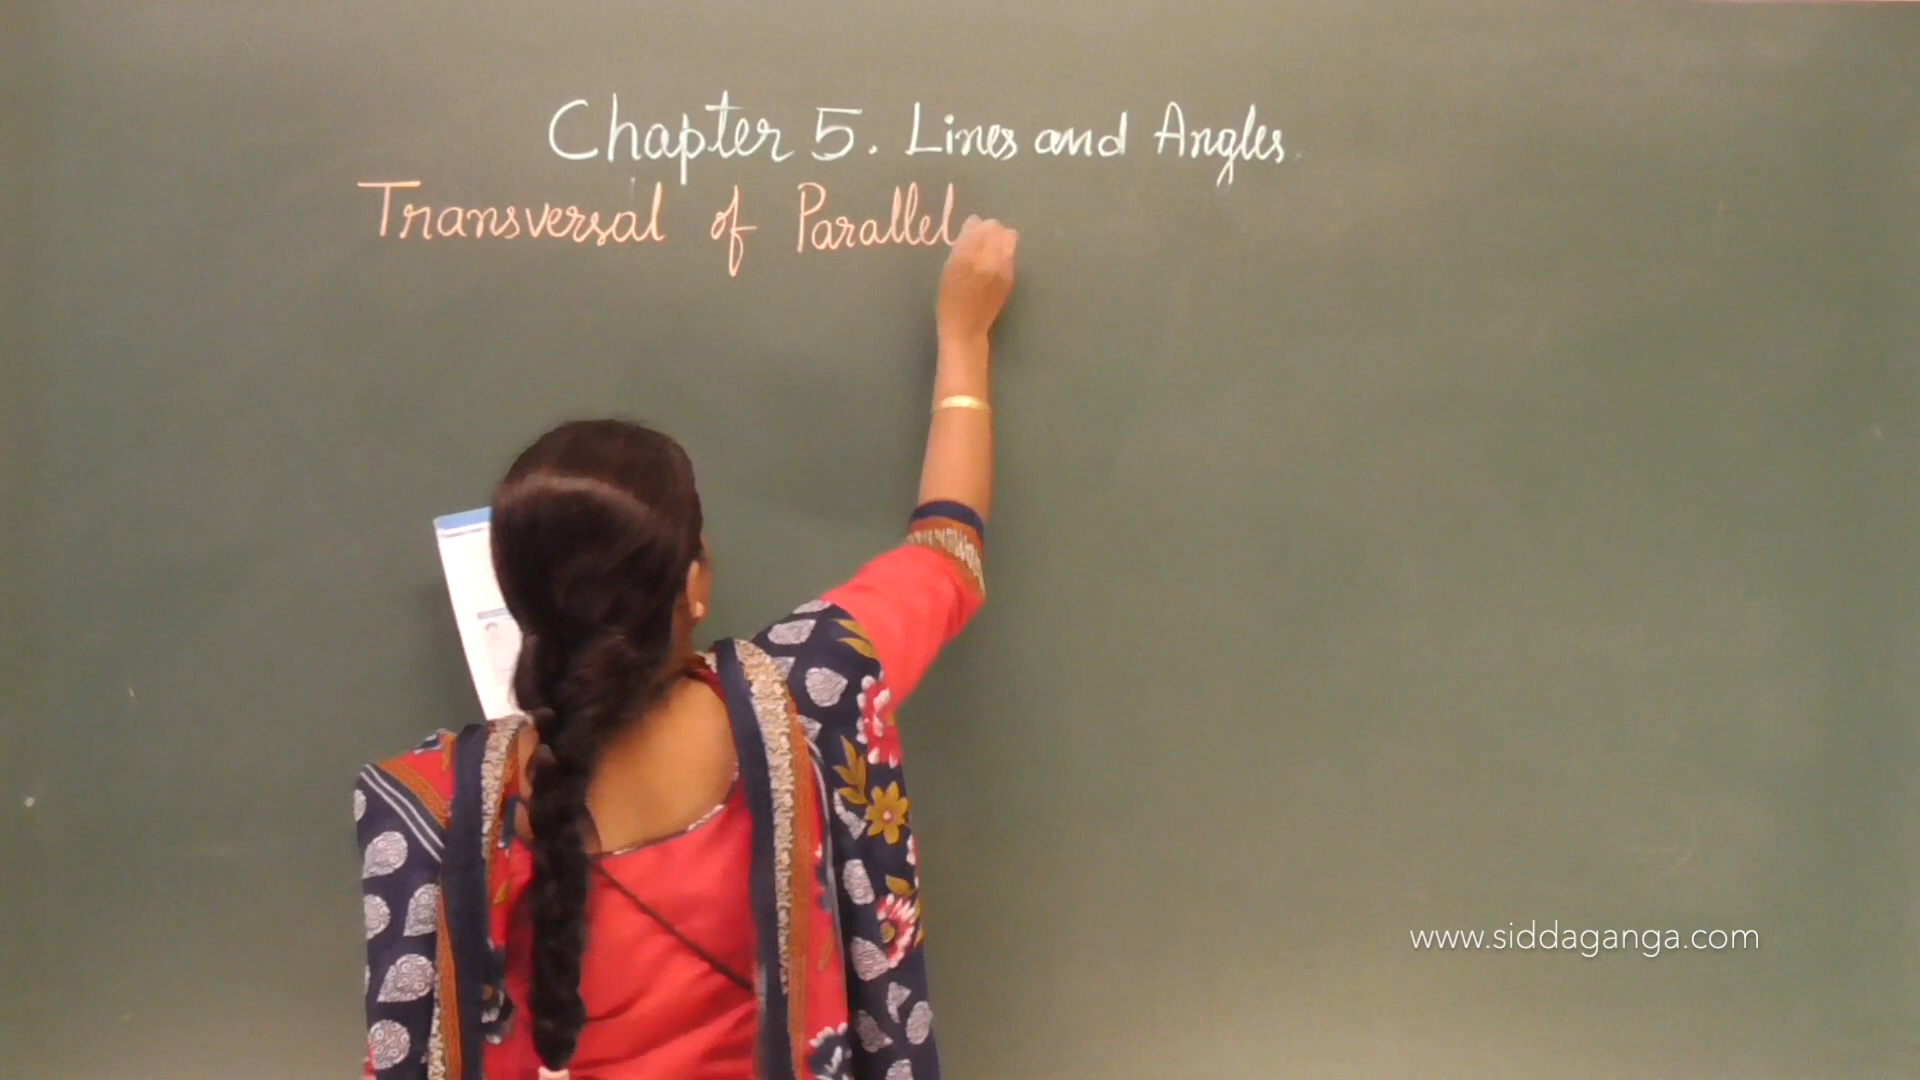 Chapter 5. Lines and Angles
Transversal of Parallel
www.siddaganga.com